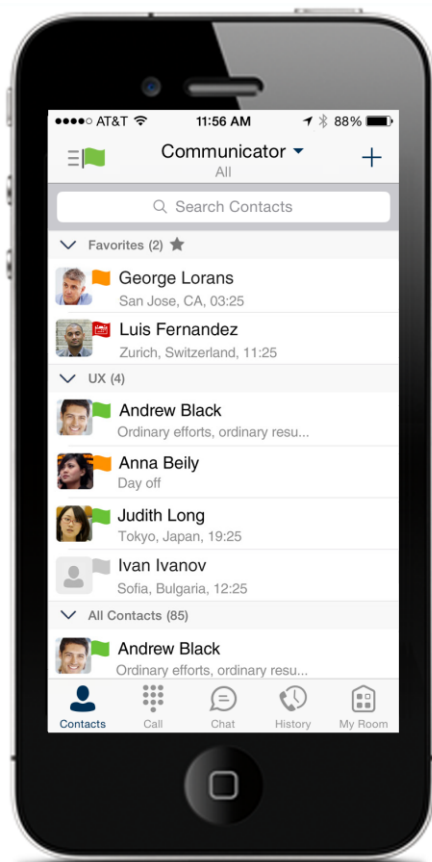 AT&T 11:56 AM 88%
Communicator
All
Search Contacts
Favorites (2)
George Lorans
San Jose, CA, 03:25
Luis Fernandez
Zurich, Switzerland, 11:25
UX (4)
Andrew Black
Ordinary efforts, ordinary resu...
Anna Beily
Day off
Judith Long
Tokyo, Japan, 19:25
Ivan Ivanov
Sofia, Bulgaria, 12:25
All Contacts (85)
Andrew Black
Ordinary efforts, ordinary resu...
Contacts Call Chat History My Room